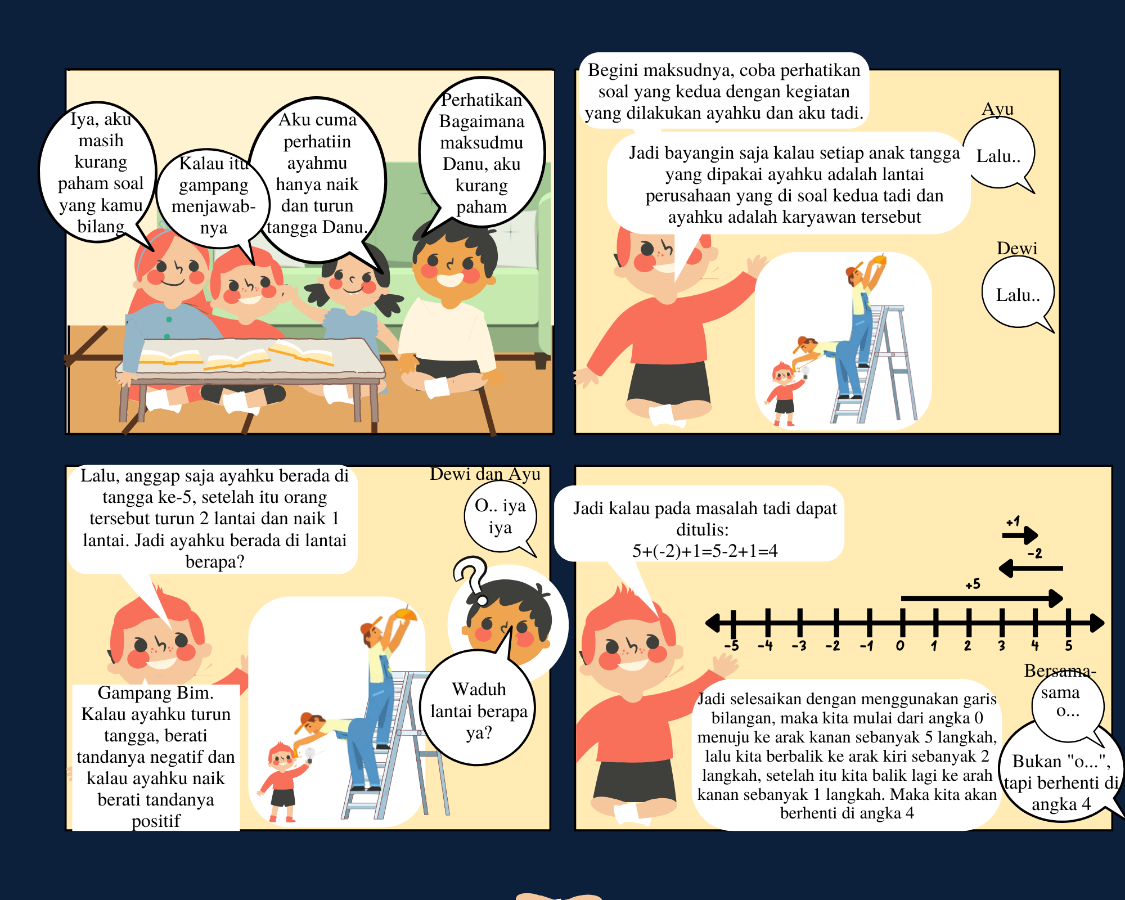 Iya, aku
masih
kurang
paham soal
yang kamu
bilang
Kalau itu
gampang
menjawab-
nya
Aku cuma
perhatiin
ayahmu
hanya naik
dan turun
tangga Danu.
Perhatikan
Bagaimana
maksudmu
Danu, aku
kurang
paham
Begini maksudnya, coba perhatikan
soal yang kedua dengan kegiatan
yang dilakukan ayahku dan aku tadi.
Jadi bayangin saja kalau setiap anak tangga
yang dipakai ayahku adalah lantai
perusahaan yang di soal kedua tadi dan
ayahku adalah karyawan tersebut
Ayu
Lalu..
Dewi
Lalu..
Lalu, anggap saja ayahku berada di
tangga ke-5, setelah itu orang
tersebut turun 2 lantai dan naik 1
lantai. Jadi ayahku berada di lantai
berapa?
Dewi dan Ayu
O.. iya
iya
?
Waduh
lantai berapa
ya?
Gampang Bim.
Kalau ayahku turun
tangga, berati
tandanya negatif dan
kalau ayahku naik
berati tandanya
positif
Jadi kalau pada masalah tadi dapat
ditulis:
5+(-2)+1=5-2+1=4
+1
-2
+5
-5 -4 -3 -2 -1 0 1 2 3 4 5
Jadi selesaikan dengan menggunakan garis
bilangan, maka kita mulai dari angka 0
menuju ke arak kanan sebanyak 5 langkah,
lalu kita berbalik ke arak kiri sebanyak 2
langkah, setelah itu kita balik lagi ke arah
kanan sebanyak 1 langkah. Maka kita akan
berhenti di angka 4
Bersama-
sama
o...
Bukan "o...",
tapi berhenti di
angka 4